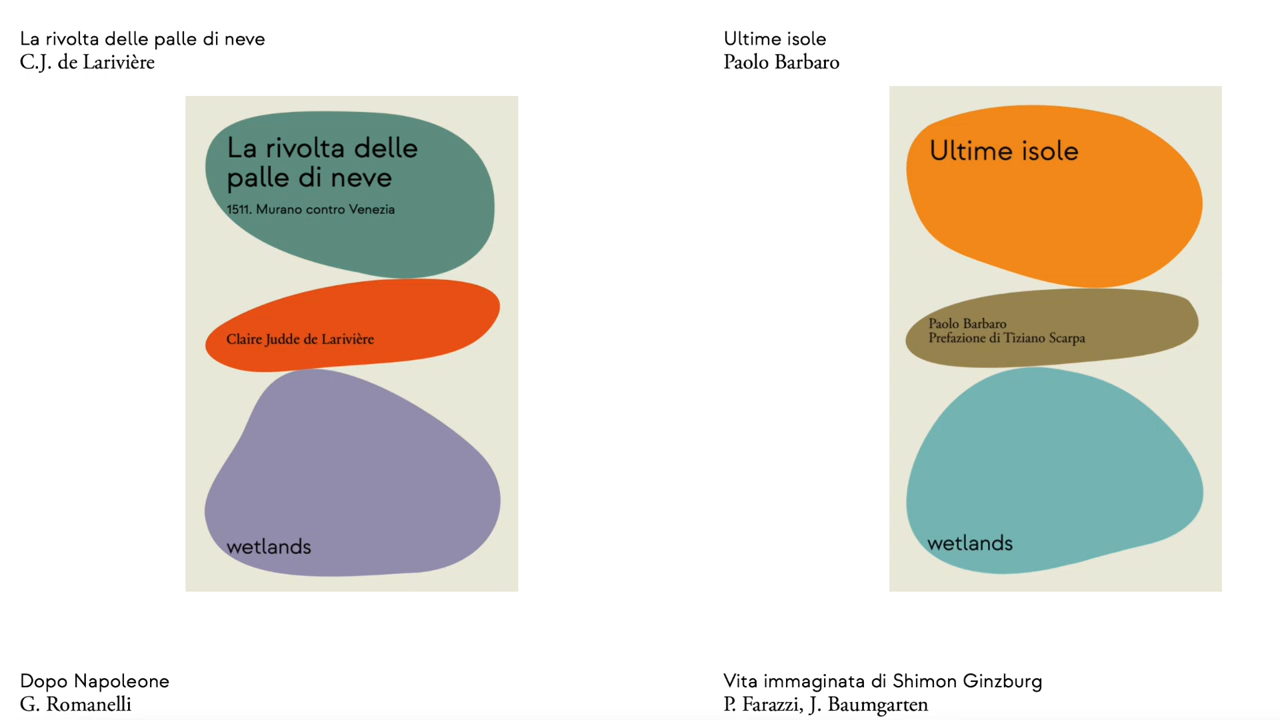 La rivolta delle palle di neve
C.J. de Larivière
La rivolta delle
palle di neve
1511. Murano contro Venezia
Claire Judde de Larivière
wetlands
Ultime isole
Paolo Barbaro
Ultime isole
Paolo Barbaro
Prefazione di Tiziano Scarpa
wetlands
Dopo Napoleone
G. Romanelli
Vita immaginata di Shimon Ginzburg
P. Farazzi, J. Baumgarten